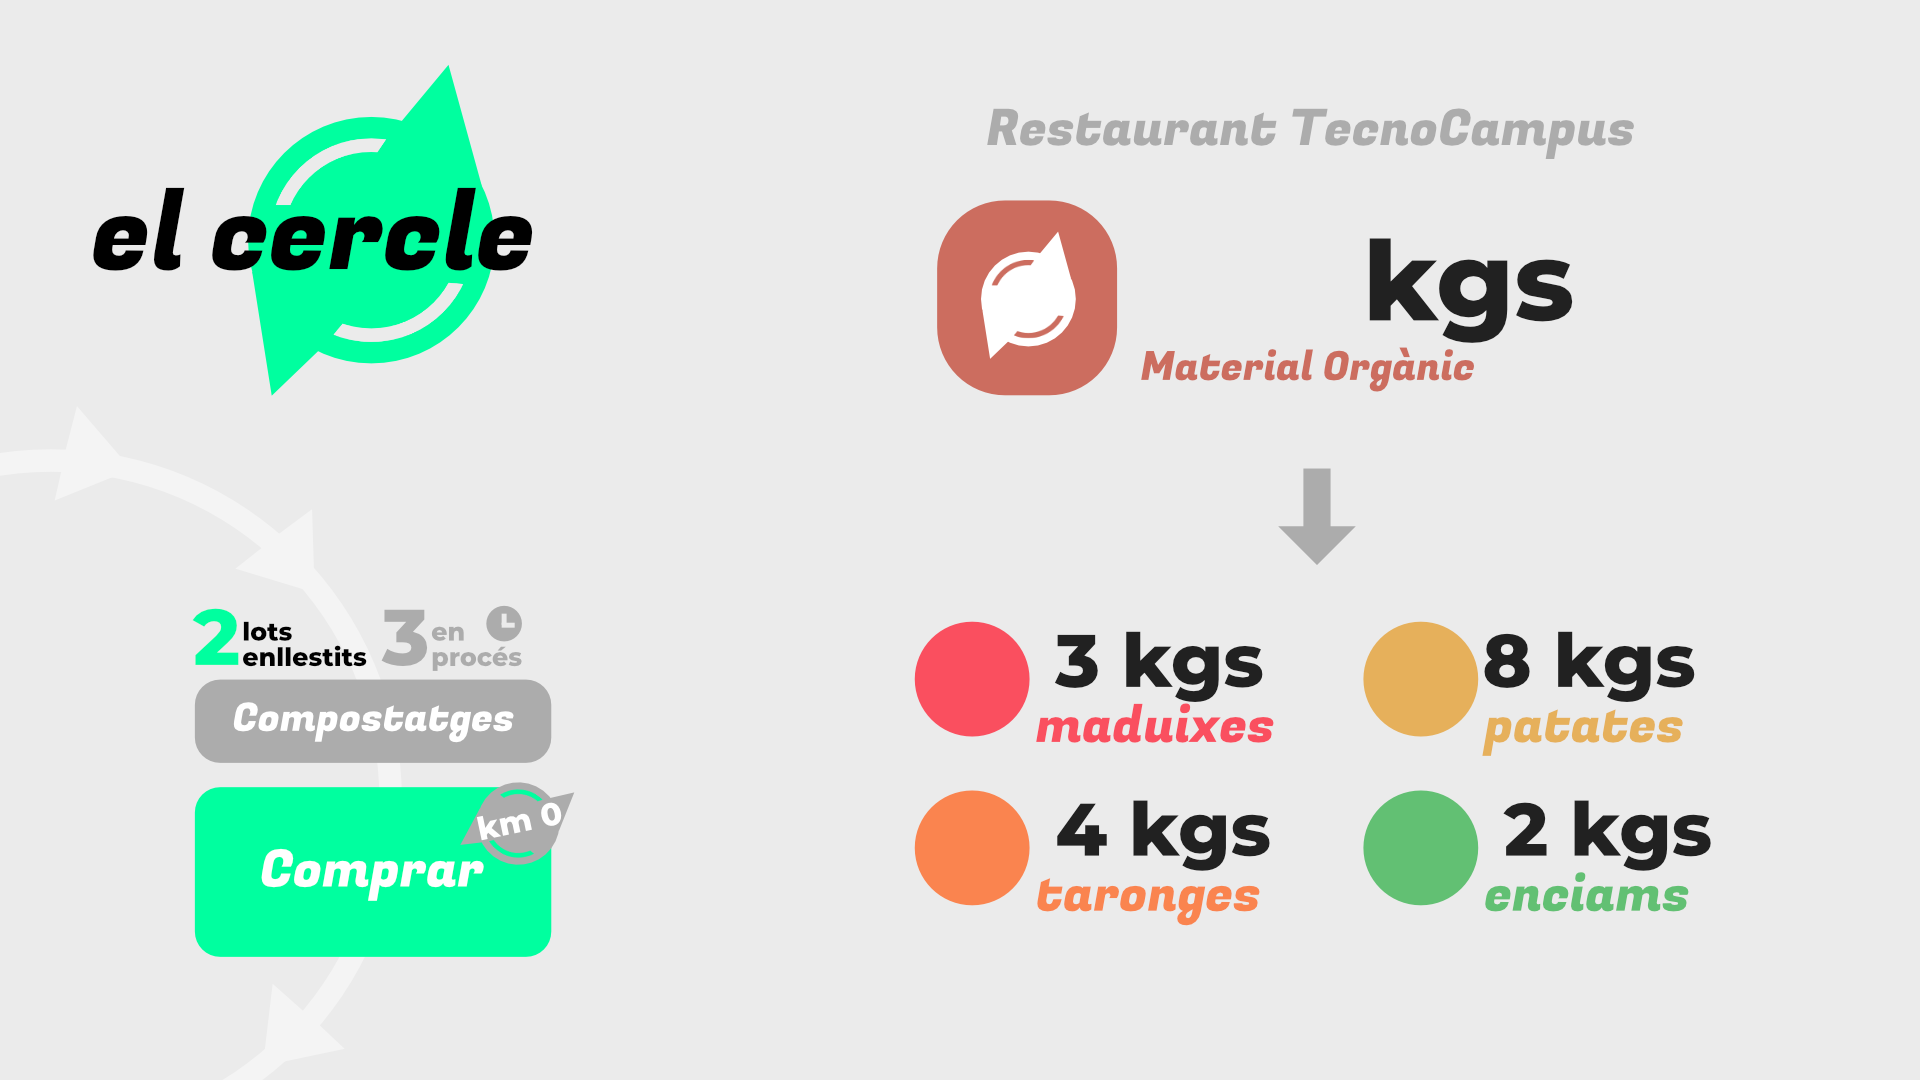 el cercle
Restaurant TecnoCampus
kgs
Material Orgànic
2 lots
enllestits
3 en
procés
Compostatges
km 0
Comprar
3 kgs
maduixes
8 kgs
patates
4 kgs
taronges
2 kgs
enciams